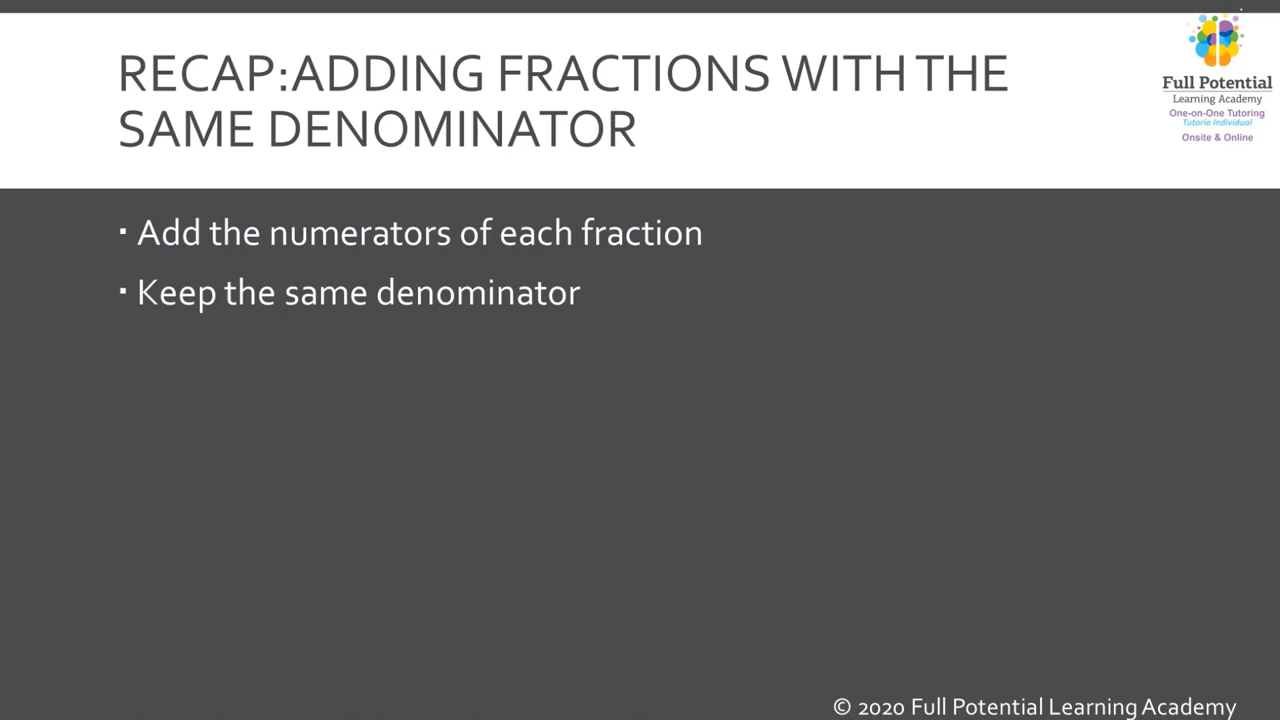 RECAP:ADDING FRACTIONS WITH THE
SAME DENOMINATOR
Full Potential
Learning Academy
One-on-One Tutoring
Tutoria Individual
Onsite & Online
▪ Add the numerators of each fraction
▪ Keep the same denominator
© 2020 Full Potential Learning Academy